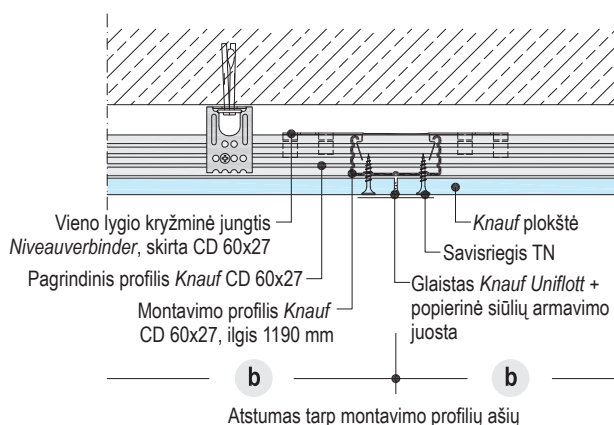 Vieno lygio kryžminė jungtis
Niveauverbinder, skirta CD 60x27
Pagrindinis profilis Knauf CD 60x27
Montavimo profilis Knauf
CD 60x27, ilgis 1190 mm
Knauf plokštė
Savisriegis TN
Glaistas Knauf Uniflott +
popierinė siūlių armavimo
juosta
b
b
Atstumas tarp montavimo profilių ašių